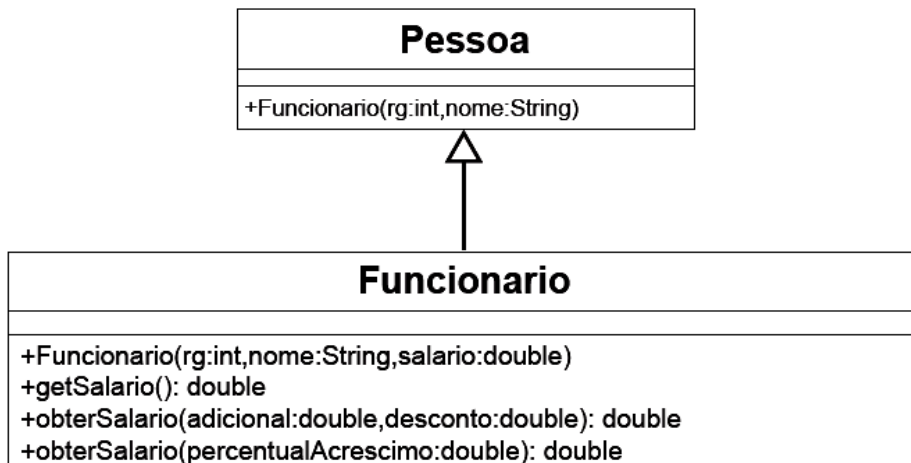 Pessoa
+Funcionario(rg:int,nome:String)
Funcionario
+Funcionario(rg:int,nome:String,salario:double)
+getSalario(): double
+obterSalario(adicional:double,desconto:double): double
+obterSalario(percentualAcrescimo:double): double